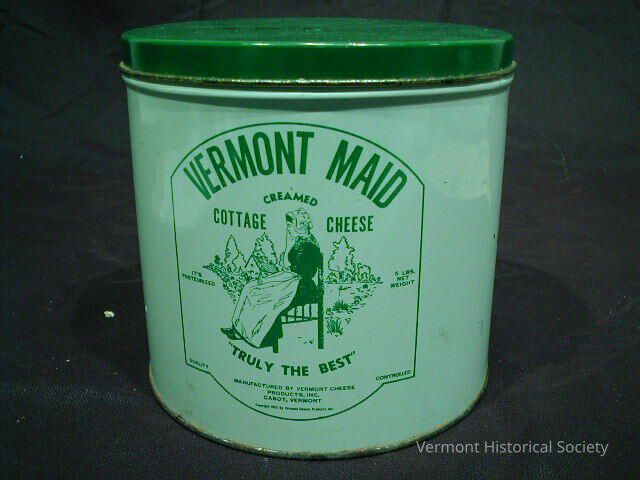 VERMONT MAID
CREAMED
COTTAGE CHEESE
IT'S
PASTEURIZED
5 LBS.
NET
WEIGHT
"TRULY THE BEST"
QUALITY
CONTROLLED
MANUFACTURED BY VERMONT CHEESE
PRODUCTS, INC.
CABOT, VERMONT
Vermont Historical Society